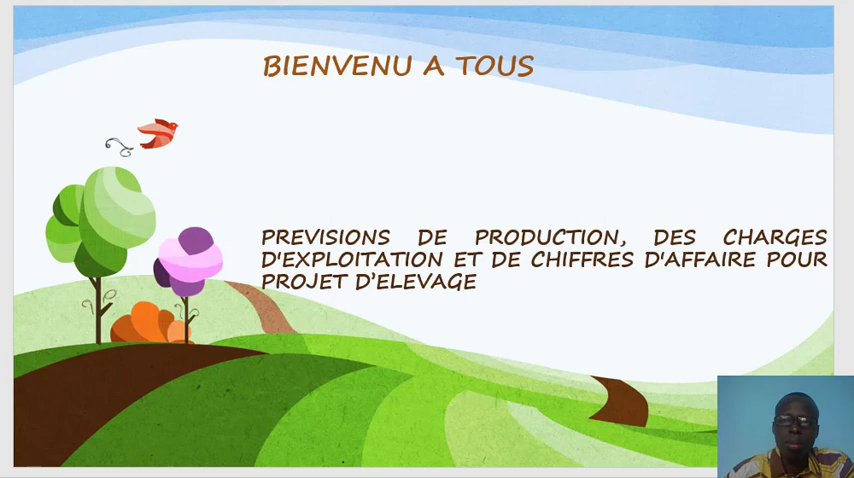 BIENVENU A TOUS
PREVISIONS DE PRODUCTION, DES CHARGES
D'EXPLOITATION ET DE CHIFFRES D'AFFAIRE POUR
PROJET D’ELEVAGE